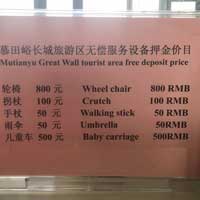 慕田峪长城旅游区无偿服务设备押金价目
Mutianyu Great Wall tourist area free deposit price
轮椅 800 元 Wheel chair 800 RMB
拐杖 100 元 Crutch 100 RMB
手杖 50 元 Walking stick 50 RMB
雨伞 50 元 Umbrella 50RMB
儿童车 500 元 Baby carriage 500RMB